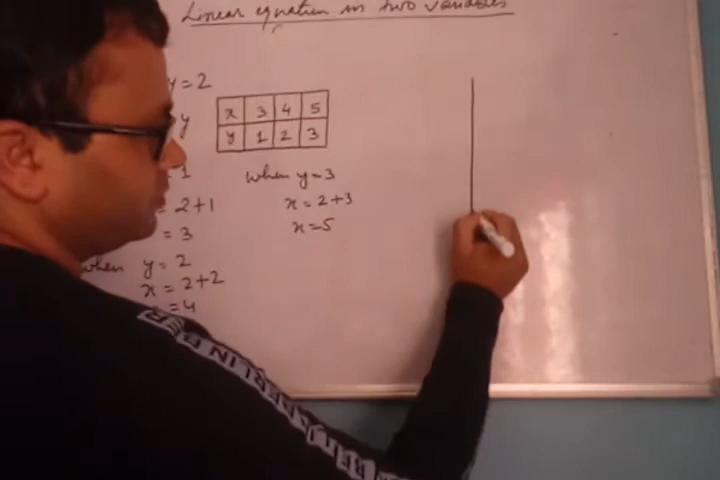 Linear equation in two variables
y = 2
y
x 3 4 5
y 1 2 3
1
when y = 3
= 2 + 1
x = 2 + 3
= 3
x = 5
when y = 2
x = 2 + 2
= 4
BERLIN